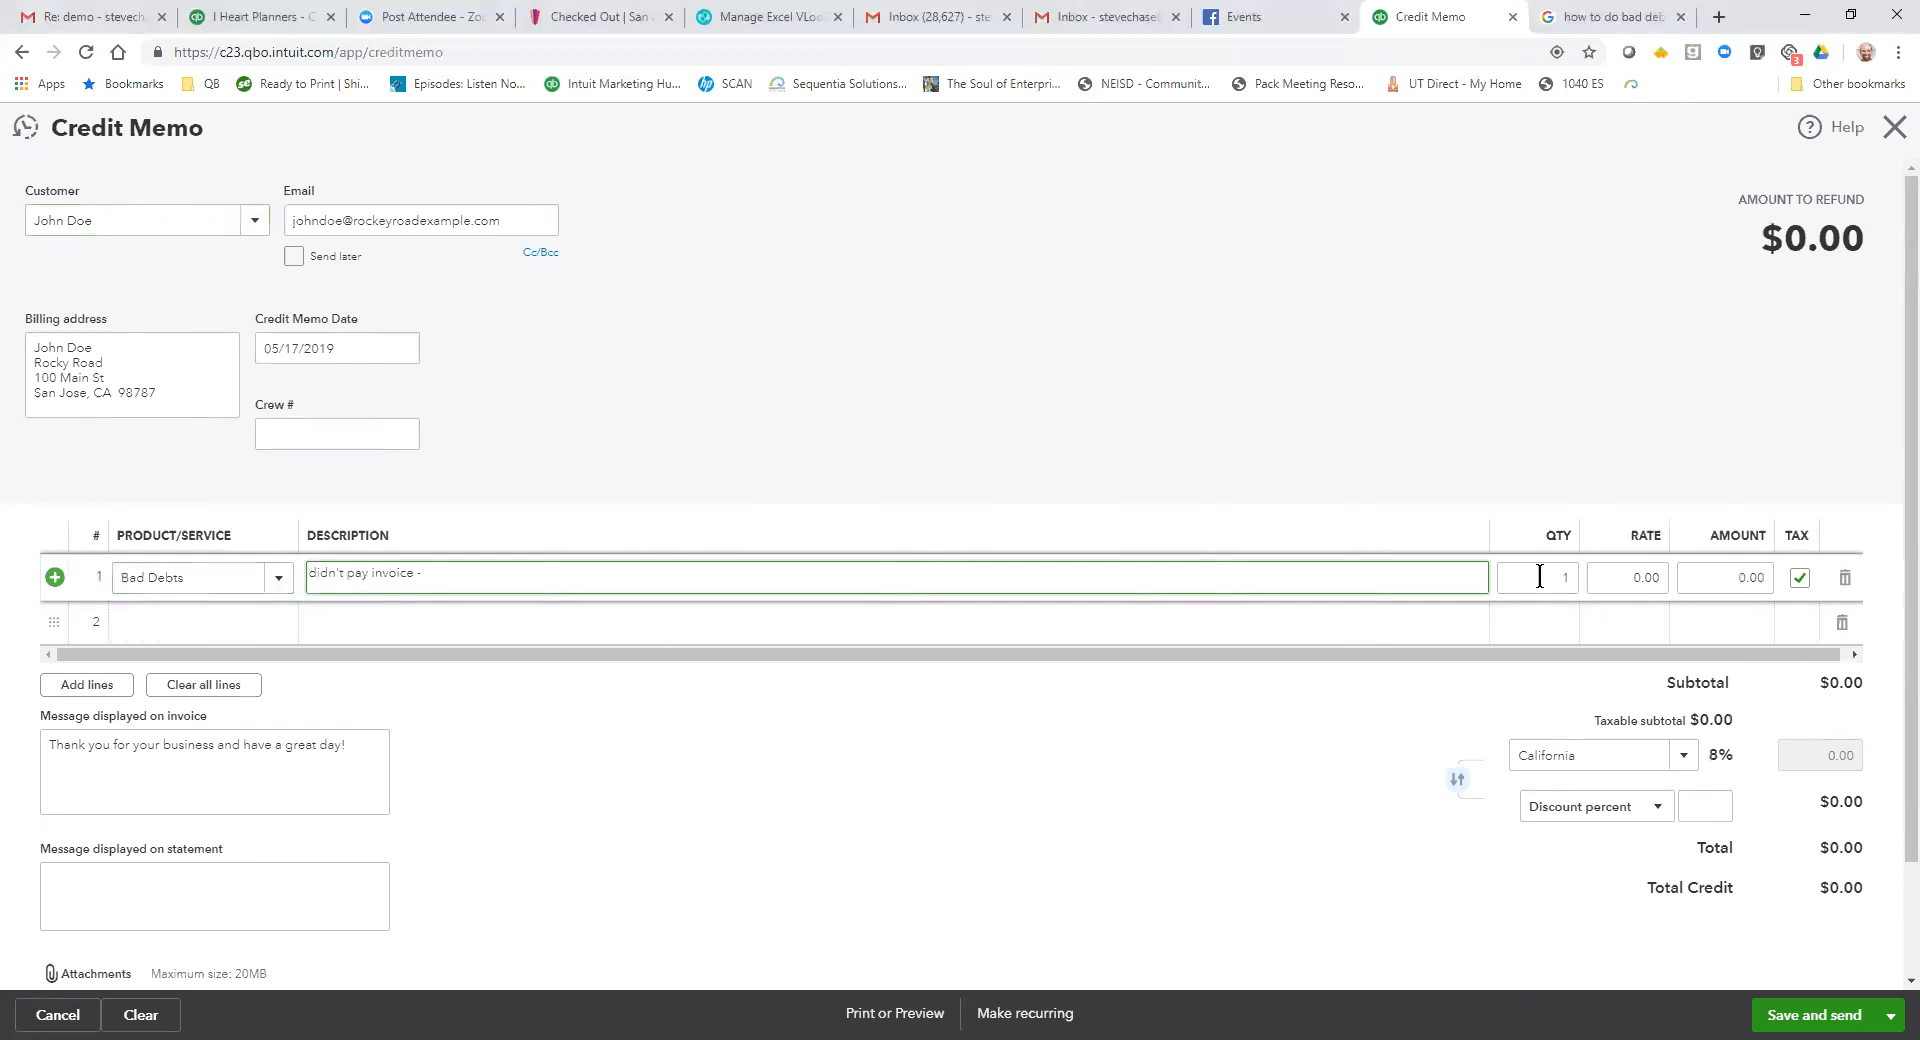 Re: demo - stevech
I Heart Planners - C
Post Attendee - Zoo
Checked Out | San
Manage Excel VLoo
Inbox (28,627) - ste
Inbox - stevechase
Events
Credit Memo
how to do bad deb
https://c23.qbo.intuit.com/app/creditmemo
3
Apps
Bookmarks
QB
Ready to Print | Shi...
Episodes: Listen No...
Intuit Marketing Hu...
SCAN
Sequentia Solutions...
The Soul of Enterpri...
NEISD - Communit...
Pack Meeting Reso...
UT Direct - My Home
1040 ES
Other bookmarks
Credit Memo
? Help
Customer
Email
AMOUNT TO REFUND
John Doe
johndoe@rockeyroadexample.com
$0.00
Send later
Cc/Bcc
Billing address
Credit Memo Date
John Doe
Rocky Road
100 Main St
San Jose, CA 98787
05/17/2019
Crew #
# PRODUCT/SERVICE DESCRIPTION QTY RATE AMOUNT TAX
1 Bad Debts didn't pay invoice - 1 0.00 0.00
2
Add lines
Clear all lines
Subtotal $0.00
Message displayed on invoice
Taxable subtotal $0.00
Thank you for your business and have a great day!
California 8% 0.00
Discount percent $0.00
Message displayed on statement
Total $0.00
Total Credit $0.00
Attachments Maximum size: 20MB
Cancel
Clear
Print or Preview
Make recurring
Save and send